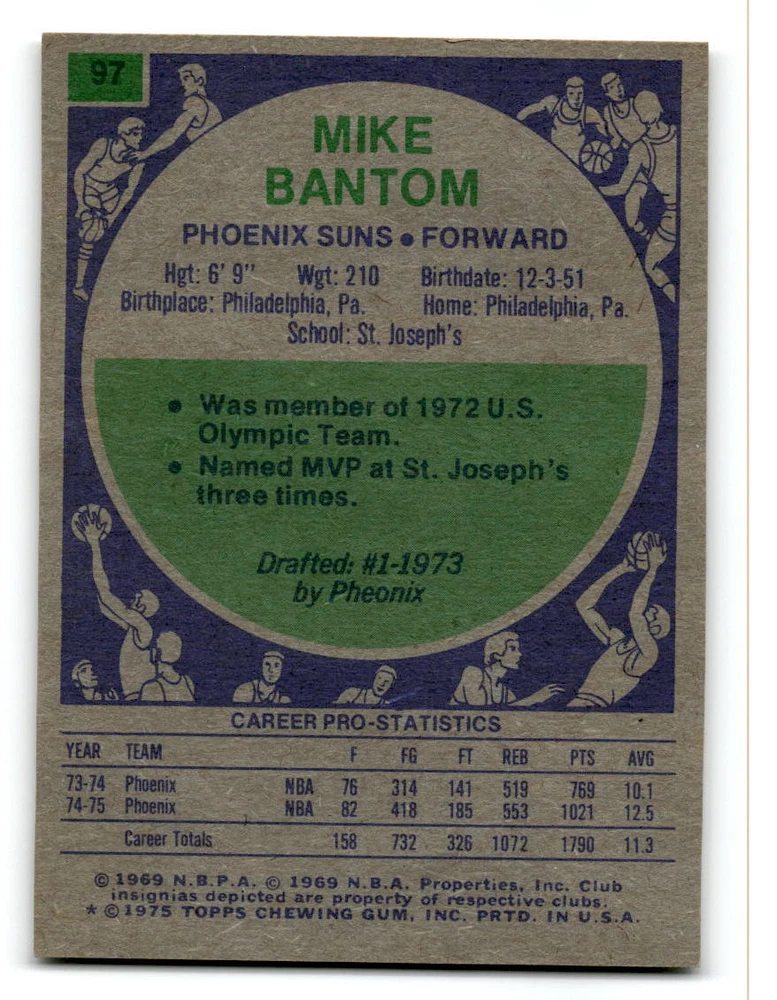 97
MIKE
BANTOM
PHOENIX SUNS • FORWARD
Hgt: 6' 9" Wgt: 210 Birthdate: 12-3-51
Birthplace: Philadelphia, Pa. Home: Philadelphia, Pa.
School: St. Joseph's
• Was member of 1972 U.S.
Olympic Team.
• Named MVP at St. Joseph's
three times.
Drafted: #1-1973
by Pheonix
CAREER PRO-STATISTICS
YEAR TEAM F FG FT REB PTS AVG
73-74 Phoenix NBA 76 314 141 519 769 10.1
74-75 Phoenix NBA 82 418 185 553 1021 12.5
Career Totals 158 732 326 1072 1790 11.3
© 1969 N.B.P.A. © 1969 N.B.A. Properties, Inc. Club
insignias depicted are property of respective clubs.
* © 1975 TOPPS CHEWING GUM, INC. PRTD. IN U.S.A.